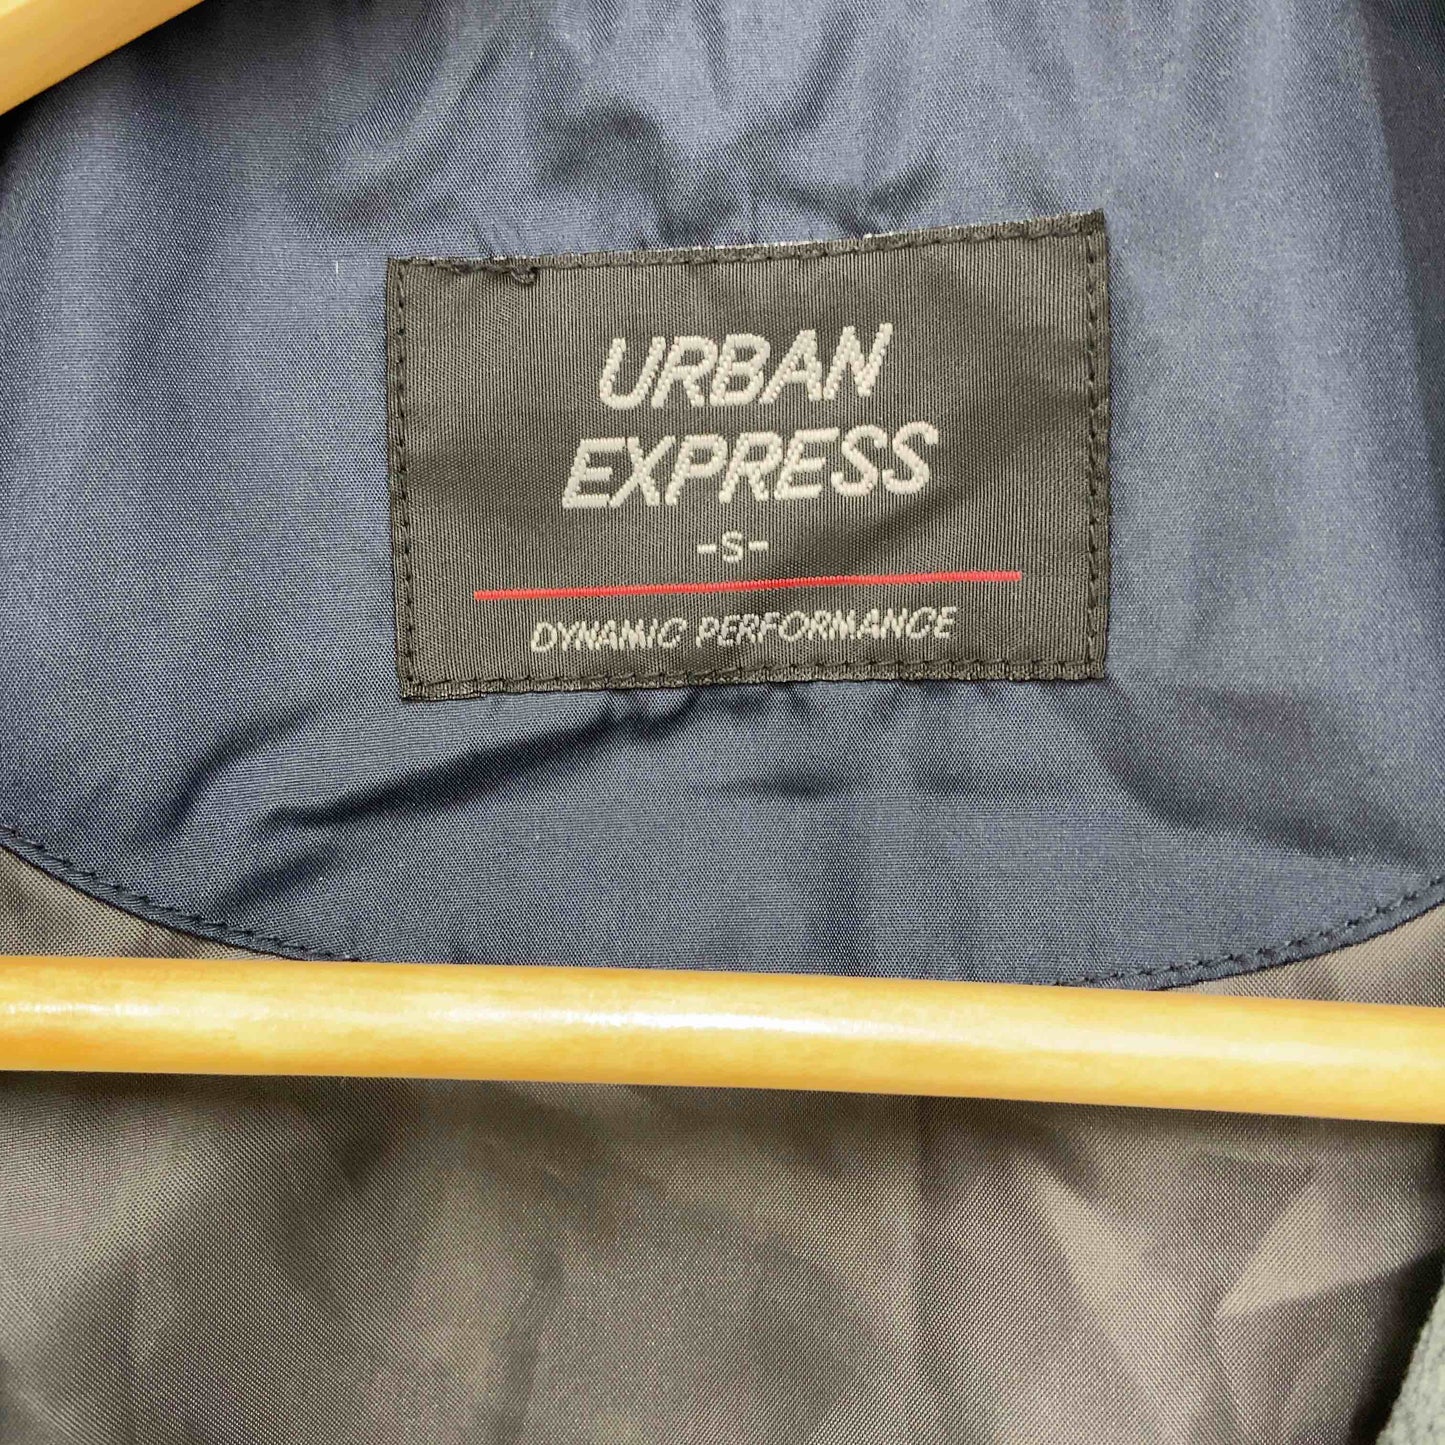 URBAN
EXPRESS
-S-
DYNAMIC PERFORMANCE